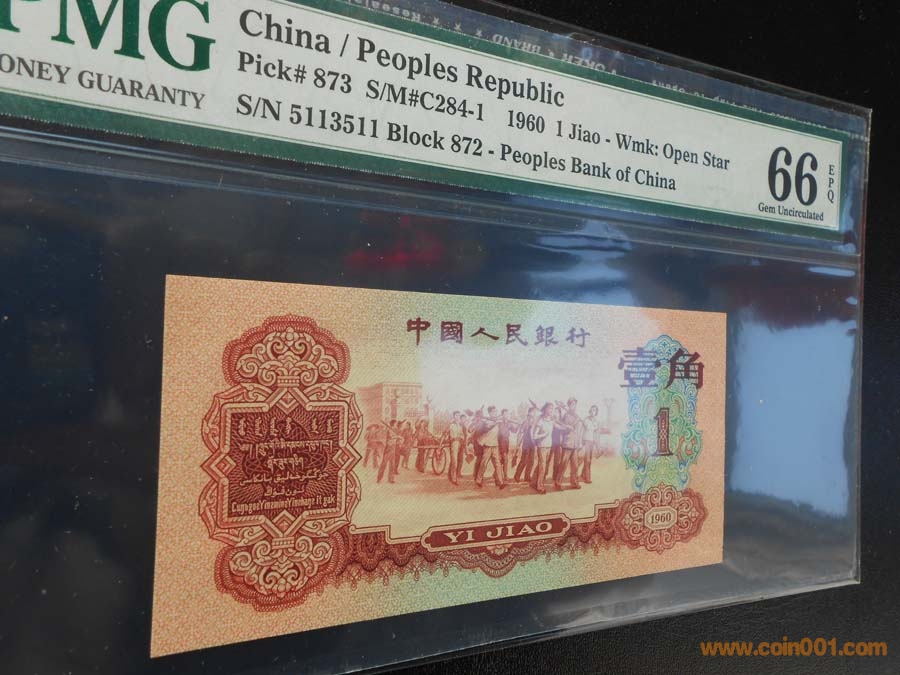 PMG
ONEY GUARANTY
China / Peoples Republic
Pick# 873 S/M#C284-1 1960 1 Jiao - Wmk: Open Star
S/N 5113511 Block 872 - Peoples Bank of China
66 EPQ
Gem Uncirculated
中國人民銀行
壹角
1
YI JIAO
1960
www.coin001.com